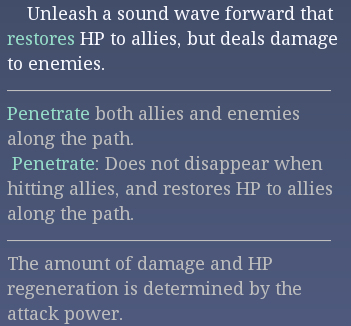 Unleash a sound wave forward that
restores HP to allies, but deals damage
to enemies.
Penetrate both allies and enemies
along the path.
Penetrate: Does not disappear when
hitting allies, and restores HP to allies
along the path.
The amount of damage and HP
regeneration is determined by the
attack power.